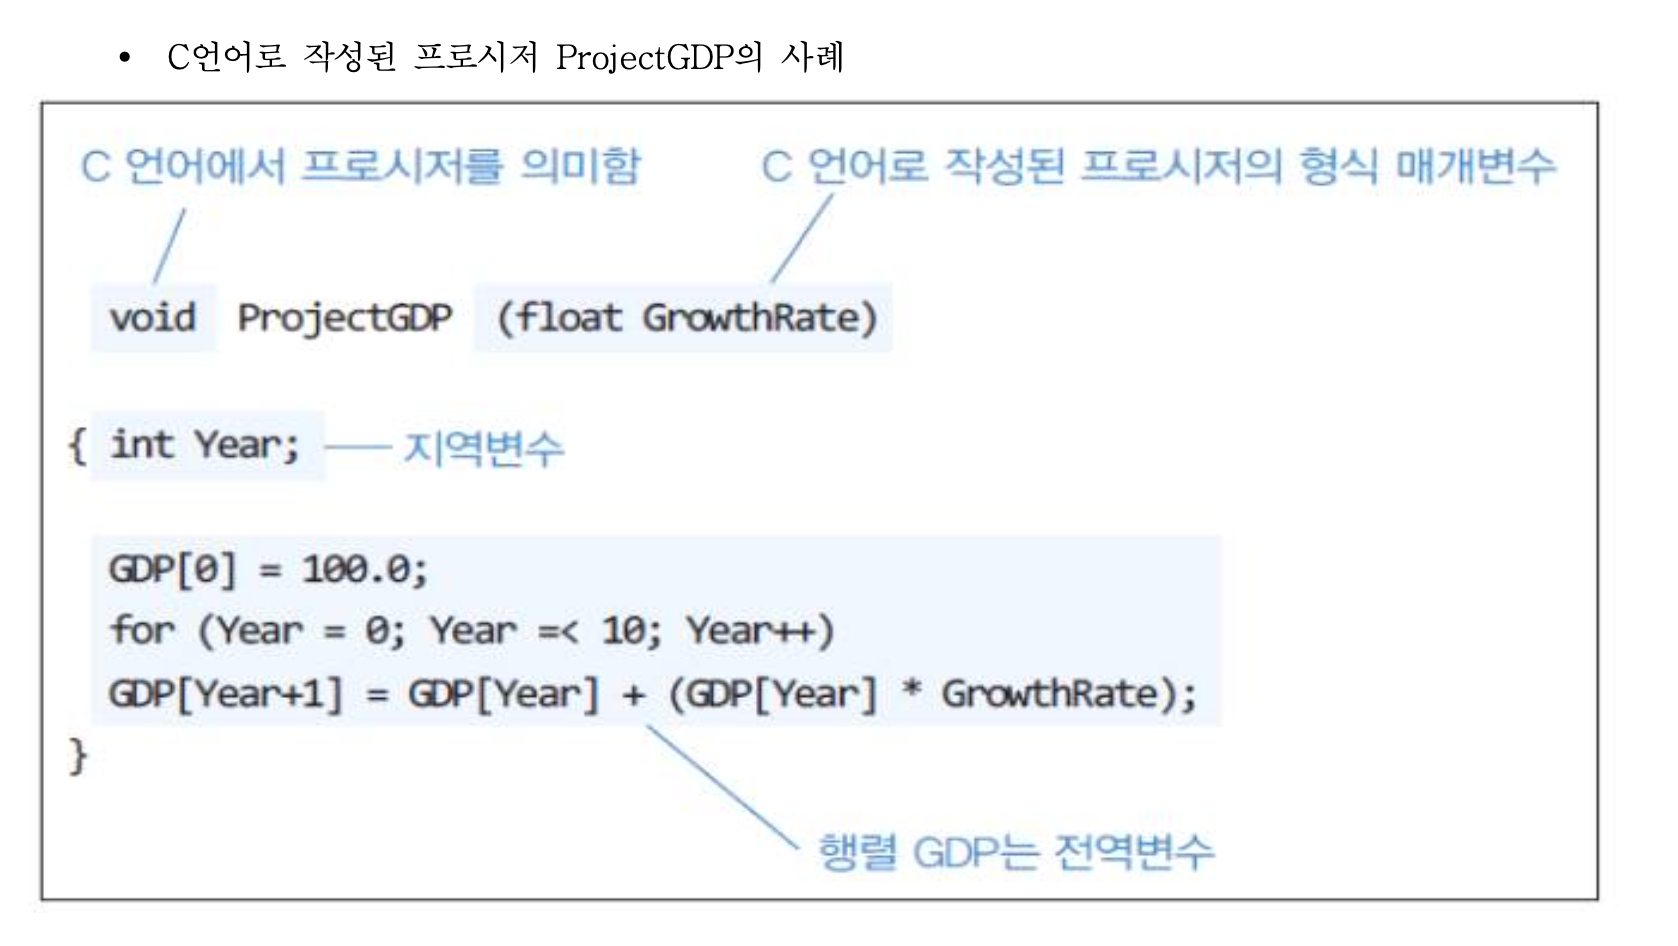 • C언어로 작성된 프로시저 ProjectGDP의 사례
C 언어에서 프로시저를 의미함
C 언어로 작성된 프로시저의 형식 매개변수
void ProjectGDP (float GrowthRate)
{ int Year;
지역변수
GDP[0] = 100.0;
for (Year = 0; Year =< 10; Year++)
GDP[Year+1] = GDP[Year] + (GDP[Year] * GrowthRate);
}
행렬 GDP는 전역변수